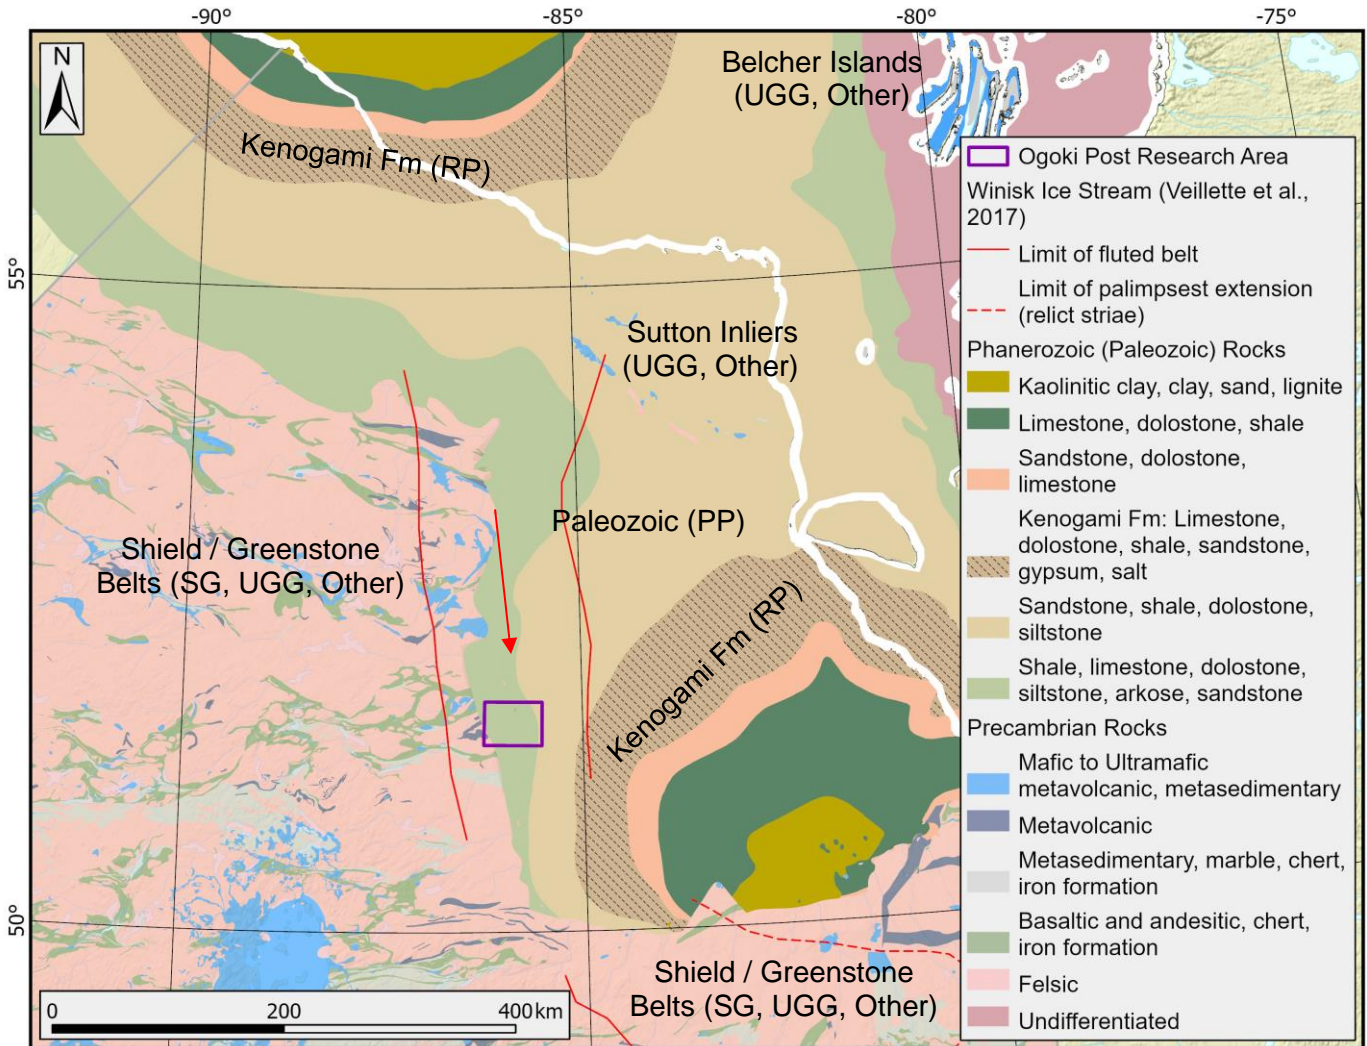 -90°
-85°
-80°
-75°
N
Belcher Islands
(UGG, Other)
Kenogami Fm (RP)
55°
Sutton Inliers
(UGG, Other)
Paleozoic (PP)
Shield / Greenstone
Belts (SG, UGG, Other)
Kenogami Fm (RP)
50°
Shield / Greenstone
Belts (SG, UGG, Other)
0
200
400 km
Ogoki Post Research Area
Winisk Ice Stream (Veillette et al.,
2017)
Limit of fluted belt
Limit of palimpsest extension
(relict striae)
Phanerozoic (Paleozoic) Rocks
Kaolinitic clay, clay, sand, lignite
Limestone, dolostone, shale
Sandstone, dolostone,
limestone
Kenogami Fm: Limestone,
dolostone, shale, sandstone,
gypsum, salt
Sandstone, shale, dolostone,
siltstone
Shale, limestone, dolostone,
siltstone, arkose, sandstone
Precambrian Rocks
Mafic to Ultramafic
metavolcanic, metasedimentary
Metavolcanic
Metasedimentary, marble, chert,
iron formation
Basaltic and andesitic, chert,
iron formation
Felsic
Undifferentiated